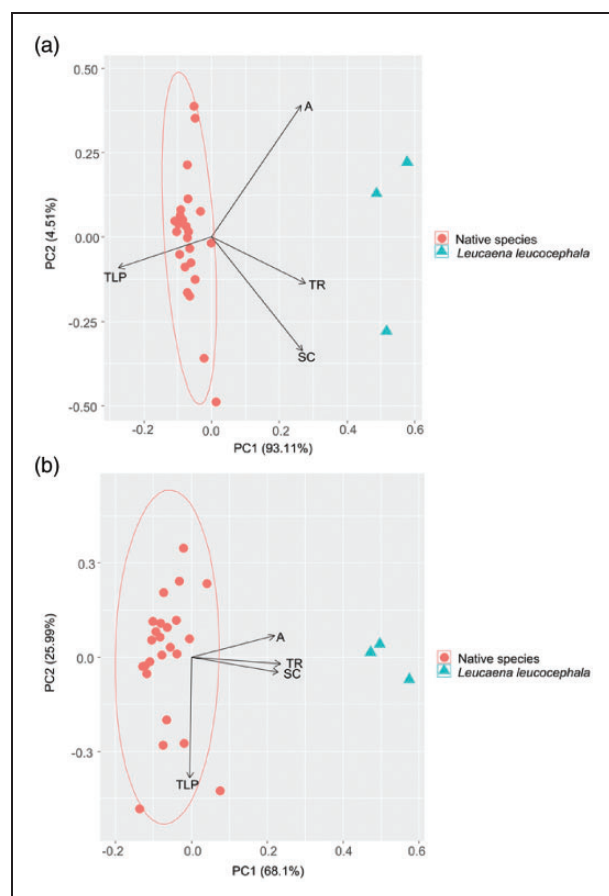 (a)
0.50
0.25
0.00
-0.25
-0.50
PC2 (4.51%)
A
TLP
TR
SC
-0.2
0.0
0.2
0.4
0.6
PC1 (93.11%)
Native species
Leucaena leucocephala
(b)
0.3
0.0
-0.3
PC2 (25.99%)
A
TR
SC
TLP
-0.2
0.0
0.2
0.4
0.6
PC1 (68.1%)
Native species
Leucaena leucocephala